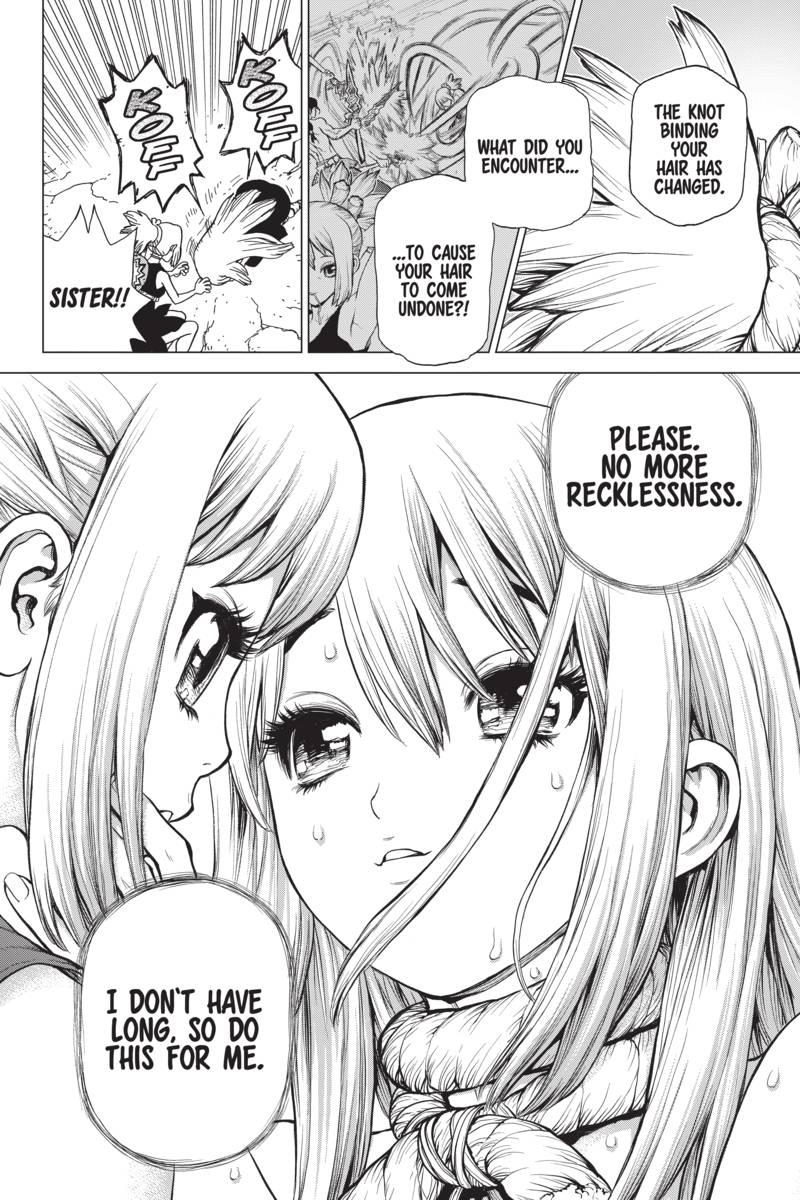 THE KNOT
BINDING
YOUR
HAIR HAS
CHANGED.
WHAT DID YOU
ENCOUNTER...
...TO CAUSE
YOUR HAIR
TO COME
UNDONE?!
KOFF
KOFF
SISTER!!
PLEASE.
NO MORE
RECKLESSNESS.
I DON'T HAVE
LONG, SO DO
THIS FOR ME.